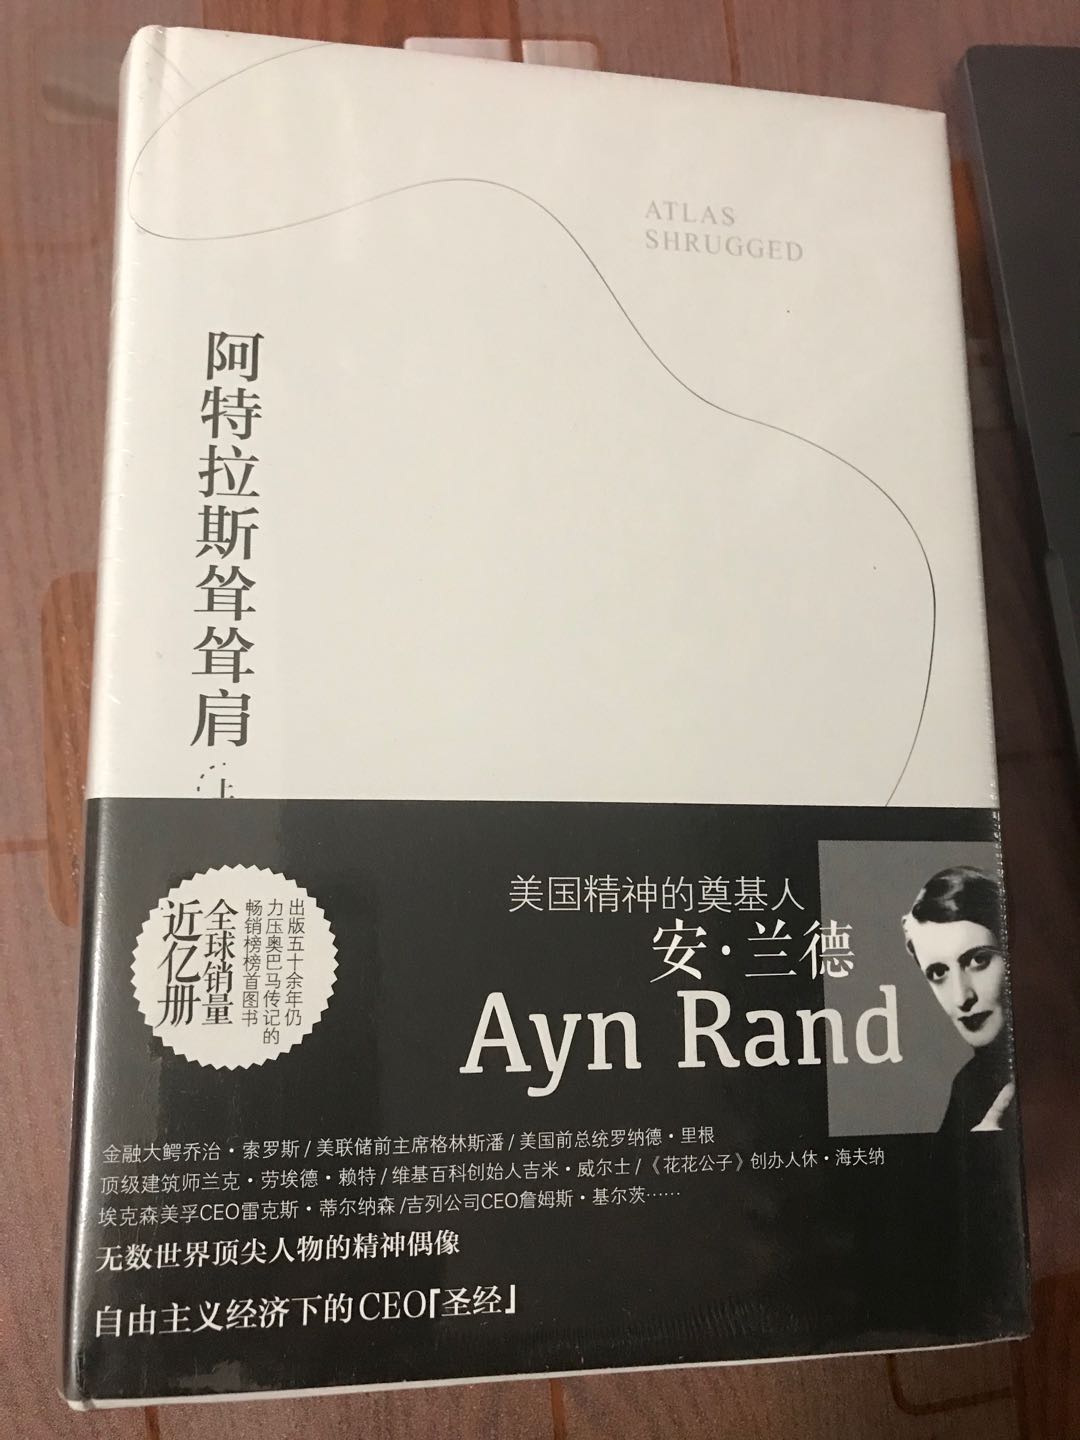 ATLAS
SHRUGGED
阿特拉斯耸耸肩
上
出版五十余年仍
力压奥巴马传记的
畅销榜榜首图书
全球销量
近亿册
美国精神的奠基人
安·兰德
Ayn Rand
金融大鳄乔治·索罗斯/美联储前主席格林斯潘/美国前总统罗纳德·里根
顶级建筑师兰克·劳埃德·赖特/维基百科创始人吉米·威尔士/《花花公子》创办人休·海夫纳
埃克森美孚CEO雷克斯·蒂尔纳森/吉列公司CEO詹姆斯·基尔茨……
无数世界顶尖人物的精神偶像
自由主义经济下的CEO「圣经」